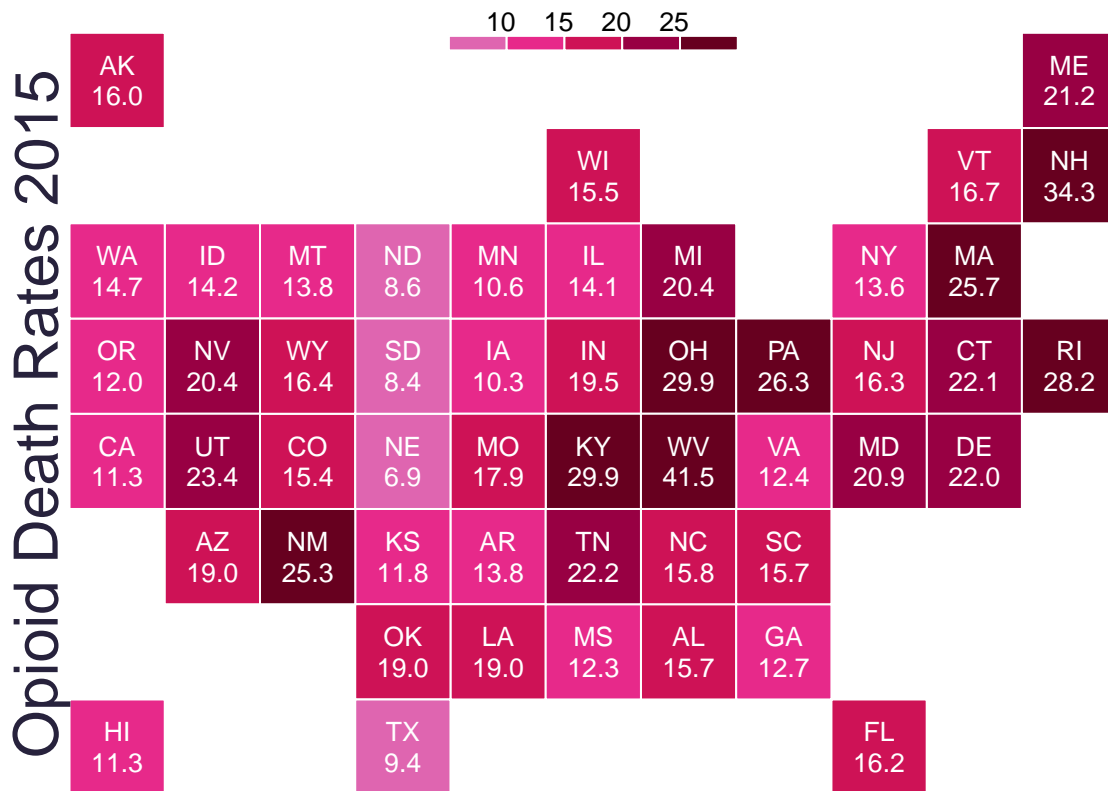 Opioid Death Rates 2015
10 15 20 25
AK
16.0
ME
21.2
WI
15.5
VT
16.7
NH
34.3
WA
14.7
ID
14.2
MT
13.8
ND
8.6
MN
10.6
IL
14.1
MI
20.4
NY
13.6
MA
25.7
OR
12.0
NV
20.4
WY
16.4
SD
8.4
IA
10.3
IN
19.5
OH
29.9
PA
26.3
NJ
16.3
CT
22.1
RI
28.2
CA
11.3
UT
23.4
CO
15.4
NE
6.9
MO
17.9
KY
29.9
WV
41.5
VA
12.4
MD
20.9
DE
22.0
AZ
19.0
NM
25.3
KS
11.8
AR
13.8
TN
22.2
NC
15.8
SC
15.7
OK
19.0
LA
19.0
MS
12.3
AL
15.7
GA
12.7
HI
11.3
TX
9.4
FL
16.2